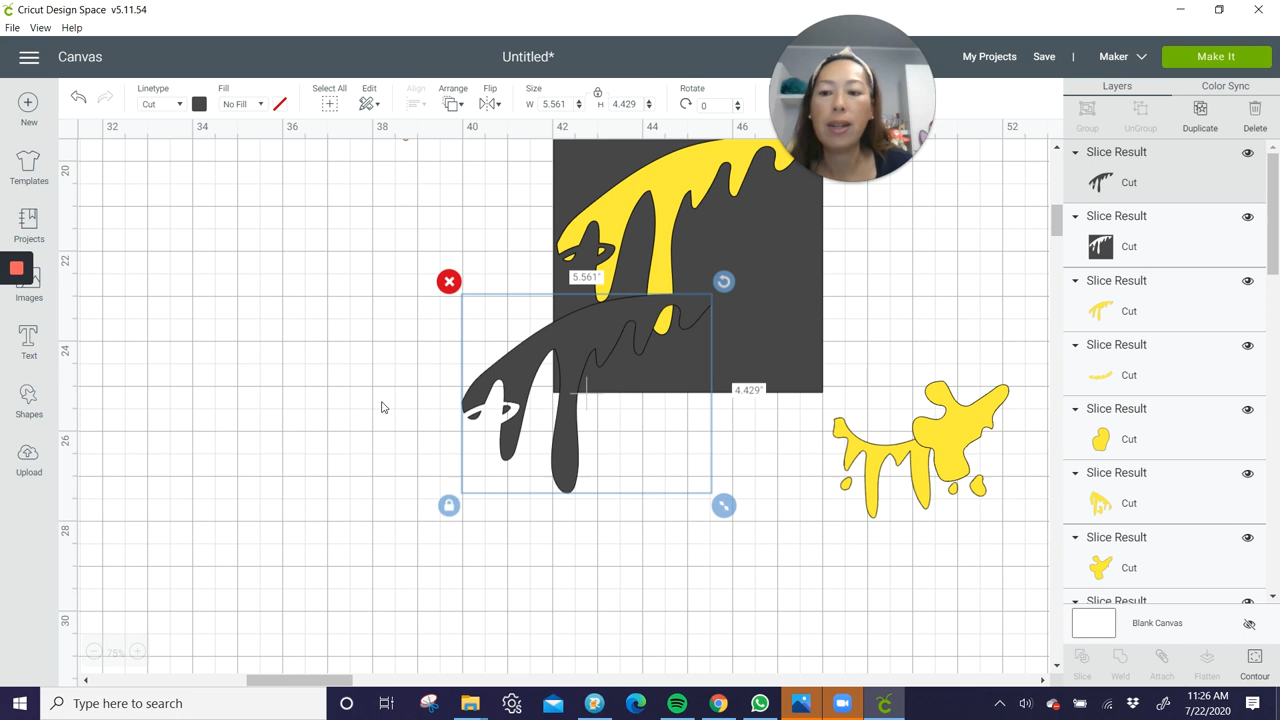 Cricut Design Space v5.11.54
File View Help
Canvas
Untitled*
My Projects Save | Maker Make It
Linetype Fill Select All Edit Align Arrange Flip Size Rotate
Cut No Fill W 5.561 H 4.429 0
Layers Color Sync
Group UnGroup Duplicate Delete
32 34 36 38 40 42 44 46 52
20
22
24
26
28
30
New
Templates
Projects
Images
Text
Shapes
Upload
5.561"
4.429"
75%
Slice Result
Cut
Slice Result
Cut
Slice Result
Cut
Slice Result
Cut
Slice Result
Cut
Slice Result
Cut
Slice Result
Cut
Slice Result
Blank Canvas
Slice Weld Attach Flatten Contour
Type here to search
11:26 AM
7/22/2020